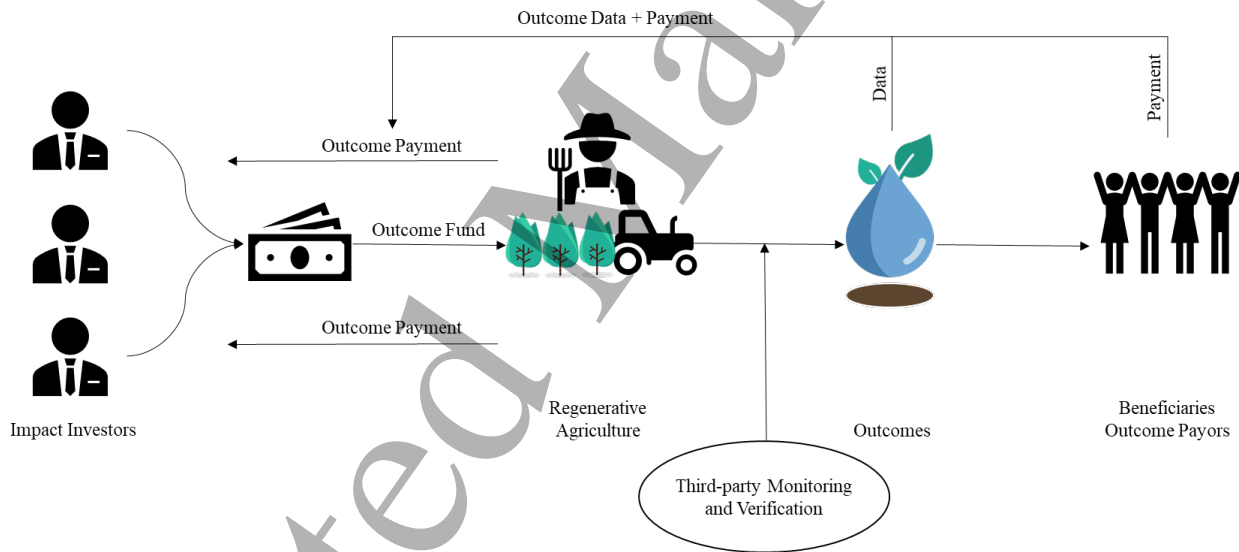 Outcome Data + Payment
Data
Payment
Outcome Payment
Outcome Fund
Outcome Payment
Impact Investors
Regenerative
Agriculture
Outcomes
Beneficiaries
Outcome Payors
Third-party Monitoring
and Verification